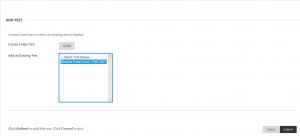 ADD TEST
Create a new test or select an existing test to deploy.
Create a New Test
Create
Add an Existing Test
-- Select Test Below --
Click Submit to add this test. Click Cancel to quit.
Cancel
Submit